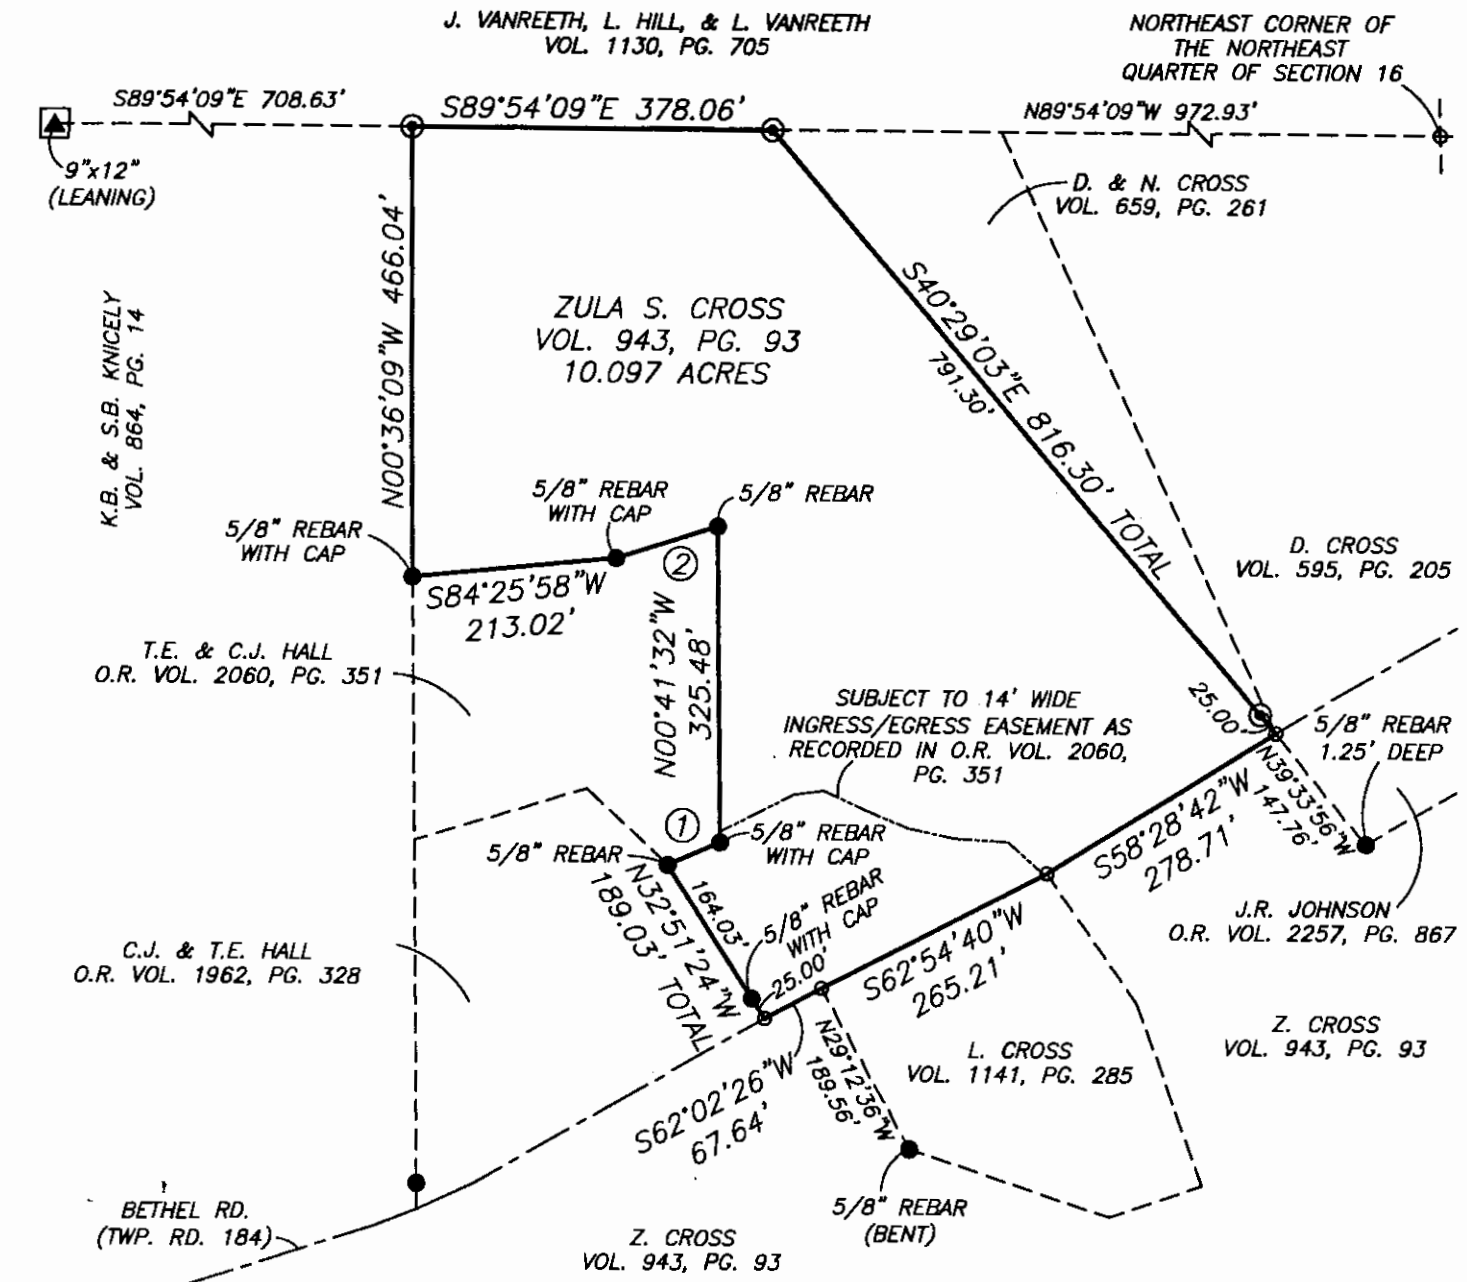 J. VANREETH, L. HILL, & L. VANREETH
VOL. 1130, PG. 705
NORTHEAST CORNER OF
THE NORTHEAST
QUARTER OF SECTION 16
S89°54'09"E 708.63'
S89°54'09"E 378.06'
N89°54'09"W 972.93'
9"x12"
(LEANING)
D. & N. CROSS
VOL. 659, PG. 261
N00°36'09"W 466.04'
K.B. & S.B. KNICELY
VOL. 864, PG. 14
ZULA S. CROSS
VOL. 943, PG. 93
10.097 ACRES
S40°29'03"E 816.30' TOTAL
791.30'
5/8" REBAR
WITH CAP
5/8" REBAR
5/8" REBAR
WITH CAP
S84°25'58"W
213.02'
2
D. CROSS
VOL. 595, PG. 205
T.E. & C.J. HALL
O.R. VOL. 2060, PG. 351
N00°41'32"W
325.48'
SUBJECT TO 14' WIDE
INGRESS/EGRESS EASEMENT AS
RECORDED IN O.R. VOL. 2060,
PG. 351
25.00'
5/8" REBAR
1.25' DEEP
N39°33'56"W
147.76'
1
5/8" REBAR
WITH CAP
5/8" REBAR
S58°28'42"W
278.71'
N32°51'24"W
189.03' TOTAL
164.03'
5/8" REBAR
WITH CAP
25.00'
S62°54'40"W
265.21'
J.R. JOHNSON
O.R. VOL. 2257, PG. 867
C.J. & T.E. HALL
O.R. VOL. 1962, PG. 328
N29°12'36"W
189.56'
L. CROSS
VOL. 1141, PG. 285
Z. CROSS
VOL. 943, PG. 93
S62°02'26"W
67.64'
BETHEL RD.
(TWP. RD. 184)
5/8" REBAR
(BENT)
Z. CROSS
VOL. 943, PG. 93